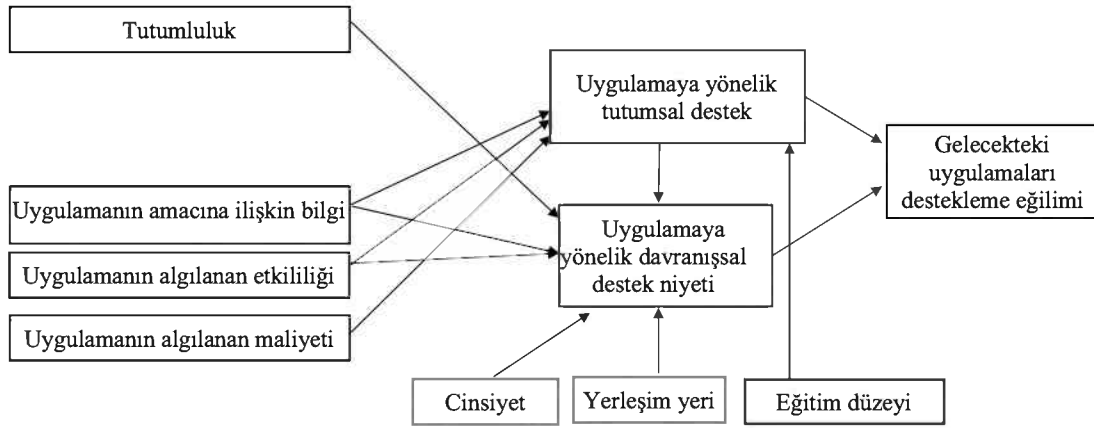 Tutumluluk
Uygulamaya yönelik
tutumsal destek
Gelecekteki
uygulamaları
destekleme eğilimi
Uygulamanın amacına ilişkin bilgi
Uygulamaya
yönelik davranışsal
destek niyeti
Uygulamanın algılanan etkililiği
Uygulamanın algılanan maliyeti
Cinsiyet
Yerleşim yeri
Eğitim düzeyi